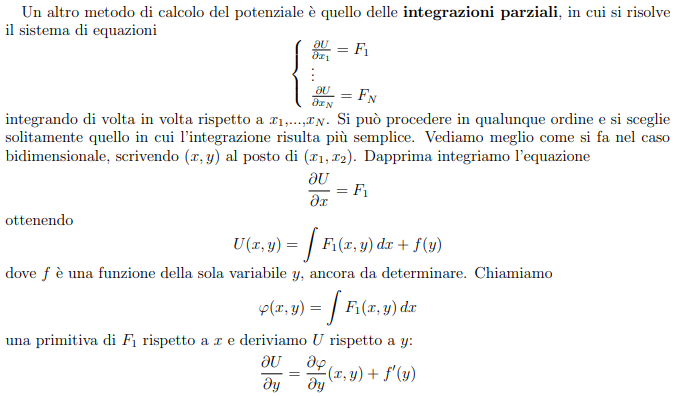 Un altro metodo di calcolo del potenziale è quello delle integrazioni parziali, in cui si risolve
il sistema di equazioni
{ ∂U/∂x₁ = F₁
⋮
∂U/∂x_N = F_N
integrando di volta in volta rispetto a x₁,...,x_N. Si può procedere in qualunque ordine e si sceglie
solitamente quello in cui l'integrazione risulta più semplice. Vediamo meglio come si fa nel caso
bidimensionale, scrivendo (x, y) al posto di (x₁, x₂). Dapprima integriamo l'equazione
∂U/∂x = F₁
ottenendo
U(x, y) = ∫ F₁(x, y) dx + f(y)
dove f è una funzione della sola variabile y, ancora da determinare. Chiamiamo
φ(x, y) = ∫ F₁(x, y) dx
una primitiva di F₁ rispetto a x e deriviamo U rispetto a y:
∂U/∂y = ∂φ/∂y (x, y) + f′(y)